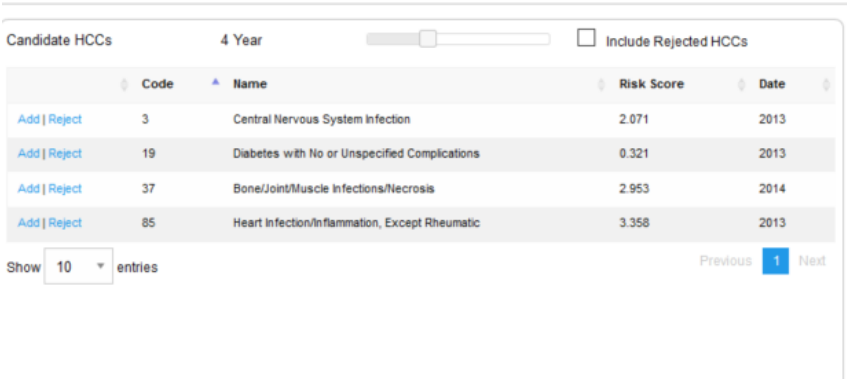 Candidate HCCs 4 Year Include Rejected HCCs
Code Name Risk Score Date
Add | Reject 3 Central Nervous System Infection 2.071 2013
Add | Reject 19 Diabetes with No or Unspecified Complications 0.321 2013
Add | Reject 37 Bone/Joint/Muscle Infections/Necrosis 2.953 2014
Add | Reject 85 Heart Infection/Inflammation, Except Rheumatic 3.358 2013
Show 10 entries Previous 1 Next